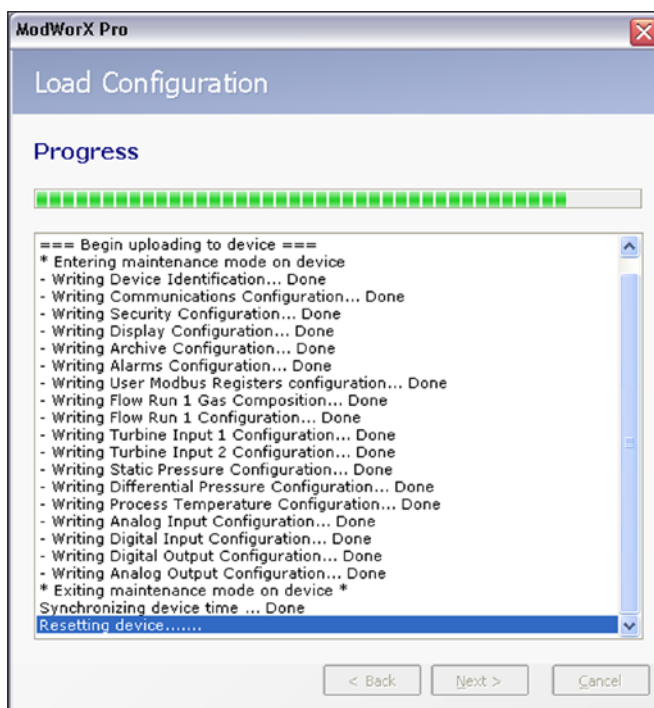 ModWorX Pro
Load Configuration
Progress
=== Begin uploading to device ===
* Entering maintenance mode on device
- Writing Device Identification... Done
- Writing Communications Configuration... Done
- Writing Security Configuration... Done
- Writing Display Configuration... Done
- Writing Archive Configuration... Done
- Writing Alarms Configuration... Done
- Writing User Modbus Registers configuration... Done
- Writing Flow Run 1 Gas Composition... Done
- Writing Flow Run 1 Configuration... Done
- Writing Turbine Input 1 Configuration... Done
- Writing Turbine Input 2 Configuration... Done
- Writing Static Pressure Configuration... Done
- Writing Differential Pressure Configuration... Done
- Writing Process Temperature Configuration... Done
- Writing Analog Input Configuration... Done
- Writing Digital Input Configuration... Done
- Writing Digital Output Configuration... Done
- Writing Analog Output Configuration... Done
* Exiting maintenance mode on device *
Synchronizing device time ... Done
Resetting device.......
< Back Next > Cancel